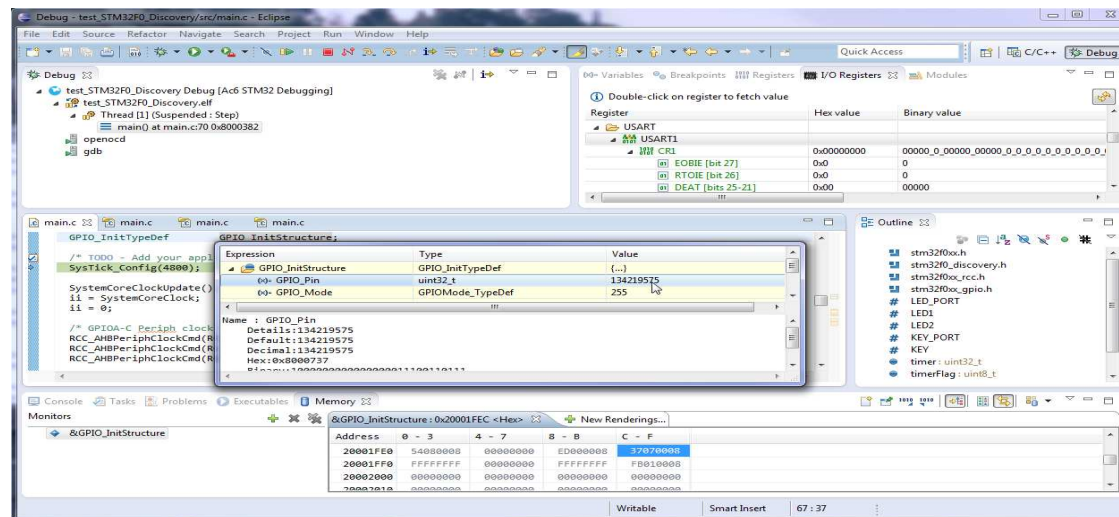 Debug - test_STM32F0_Discovery/src/main.c - Eclipse
File Edit Source Refactor Navigate Search Project Run Window Help
Quick Access
C/C++
Debug
Debug
test_STM32F0_Discovery Debug [Ac6 STM32 Debugging]
test_STM32F0_Discovery.elf
Thread [1] (Suspended : Step)
main() at main.c:70 0x8000382
openocd
gdb
Variables Breakpoints Registers I/O Registers Modules
Double-click on register to fetch value
Register Hex value Binary value
USART
USART1
CR1 0x00000000 00000_0_00000_00000_0_0_0_0_0_0_0_0_0_0_0_
EOBIE [bit 27] 0x0 0
RTOIE [bit 26] 0x0 0
DEAT [bits 25-21] 0x00 00000
main.c main.c main.c main.c
GPIO_InitTypeDef GPIO_InitStructure;
/* TODO - Add your appl
SysTick_Config(4800);
SystemCoreClockUpdate()
ii = SystemCoreClock;
ii = 0;
/* GPIOA-C Periph clock
RCC_AHBPeriphClockCmd(R
RCC_AHBPeriphClockCmd(R
RCC_AHBPeriphClockCmd(R
Expression Type Value
GPIO_InitStructure GPIO_InitTypeDef {...}
(x)= GPIO_Pin uint32_t 134219575
(x)= GPIO_Mode GPIOMode_TypeDef 255
Name : GPIO_Pin
Details:134219575
Default:134219575
Decimal:134219575
Hex:0x8000737
Outline
stm32f0xx.h
stm32f0_discovery.h
stm32f0xx_rcc.h
stm32f0xx_gpio.h
# LED_PORT
# LED1
# LED2
# KEY_PORT
# KEY
timer : uint32_t
timerFlag : uint8_t
Console Tasks Problems Executables Memory
Monitors
&GPIO_InitStructure
&GPIO_InitStructure : 0x20001FEC <Hex>
New Renderings...
Address 0 - 3 4 - 7 8 - B C - F
20001FE0 54080008 00000000 ED000008 37070008
20001FF0 FFFFFFFF 00000000 FFFFFFFF FB010008
20002000 00000000 00000000 00000000 00000000
20002010 00000000 00000000 00000000 00000000
Writable Smart Insert 67 : 37